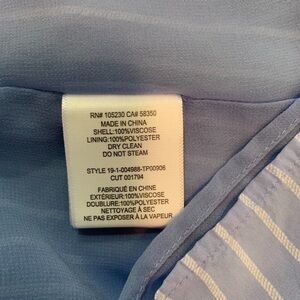 RN# 105230 CA# 58350
MADE IN CHINA
SHELL:100%VISCOSE
LINING:100%POLYESTER
DRY CLEAN
DO NOT STEAM
STYLE 19-1-004988-TP00906
CUT 001794
FABRIQUÉ EN CHINE
EXTÉRIEUR:100%VISCOSE
DOUBLURE:100%POLYESTER
NETTOYAGE À SEC
NE PAS EXPOSER À LA VAPEUR